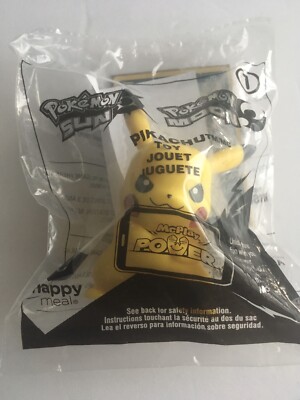 1
POKéMON
SUN
POKéMON
MOON
PIKACHU
TOY
JOUET
JUGUETE
McPlay
POWER
happy
meal®
See back for safety information.
Instructions touchant la sécurité au dos du sac
Lea el reverso para información sobre seguridad.